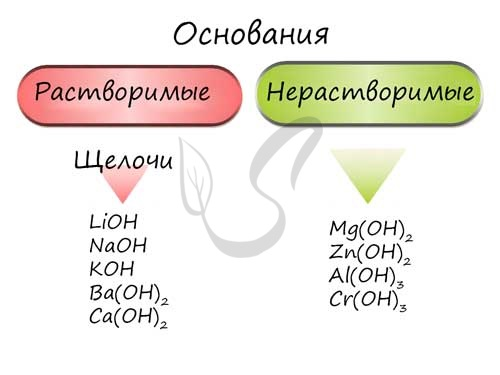 Основания
Растворимые
Нерастворимые
Щелочи
LiOH
NaOH
KOH
Ba(OH)₂
Ca(OH)₂
Mg(OH)₂
Zn(OH)₂
Al(OH)₃
Cr(OH)₃